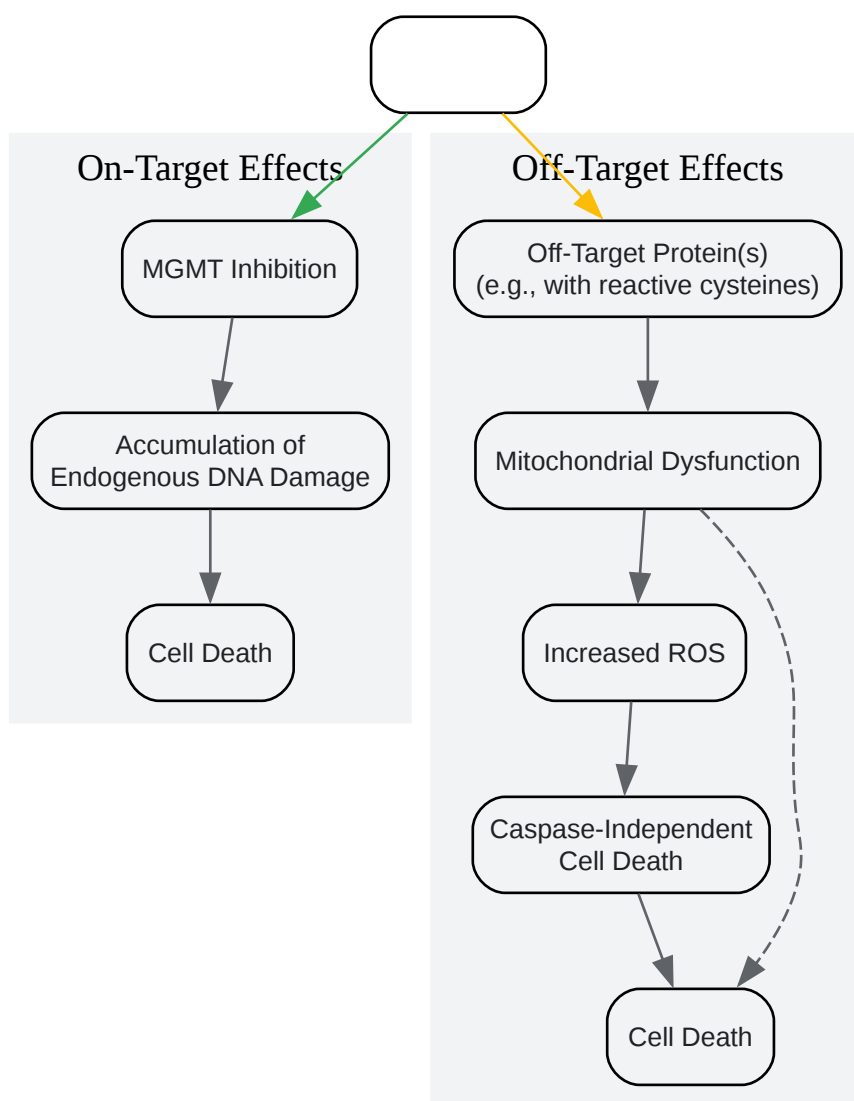 On-Target Effects
MGMT Inhibition
Accumulation of
Endogenous DNA Damage
Cell Death
Off-Target Effects
Off-Target Protein(s)
(e.g., with reactive cysteines)
Mitochondrial Dysfunction
Increased ROS
Caspase-Independent
Cell Death
Cell Death